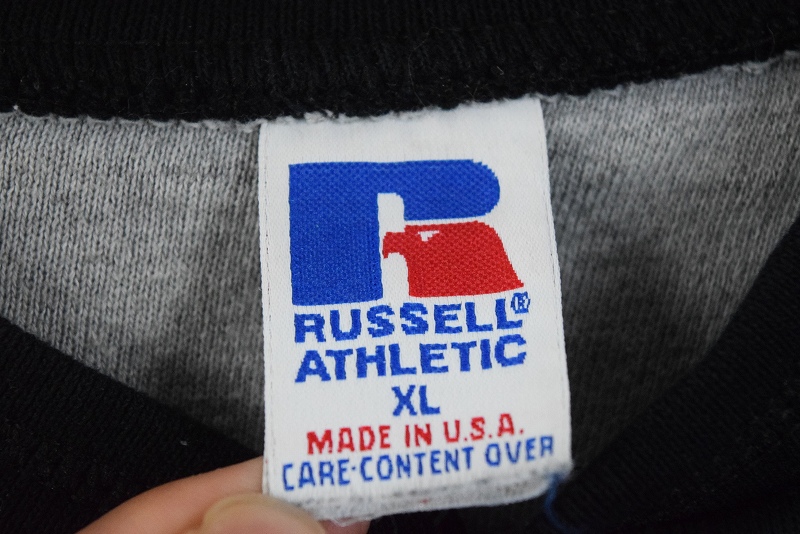 RUSSELL®
ATHLETIC
XL
MADE IN U.S.A.
CARE-CONTENT OVER